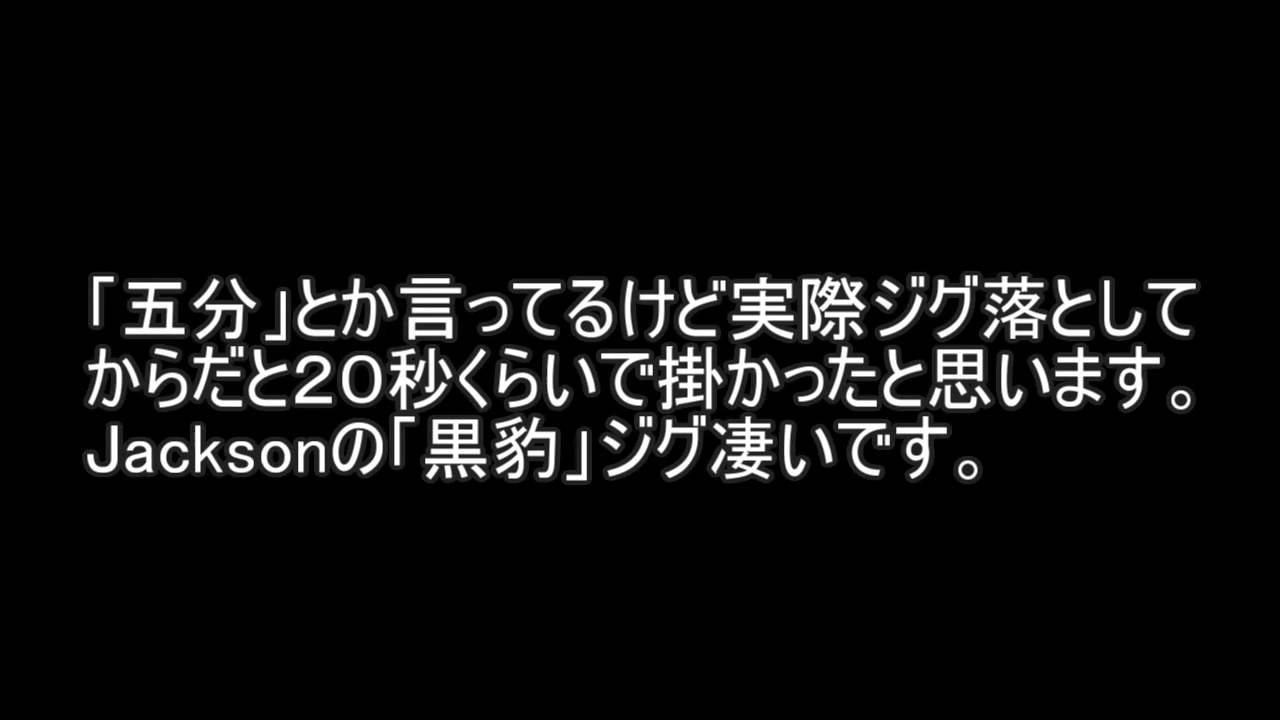 「五分」とか言ってるけど実際ジグ落として
からだと２０秒くらいで掛かったと思います。
Jacksonの「黒豹」ジグ凄いです。